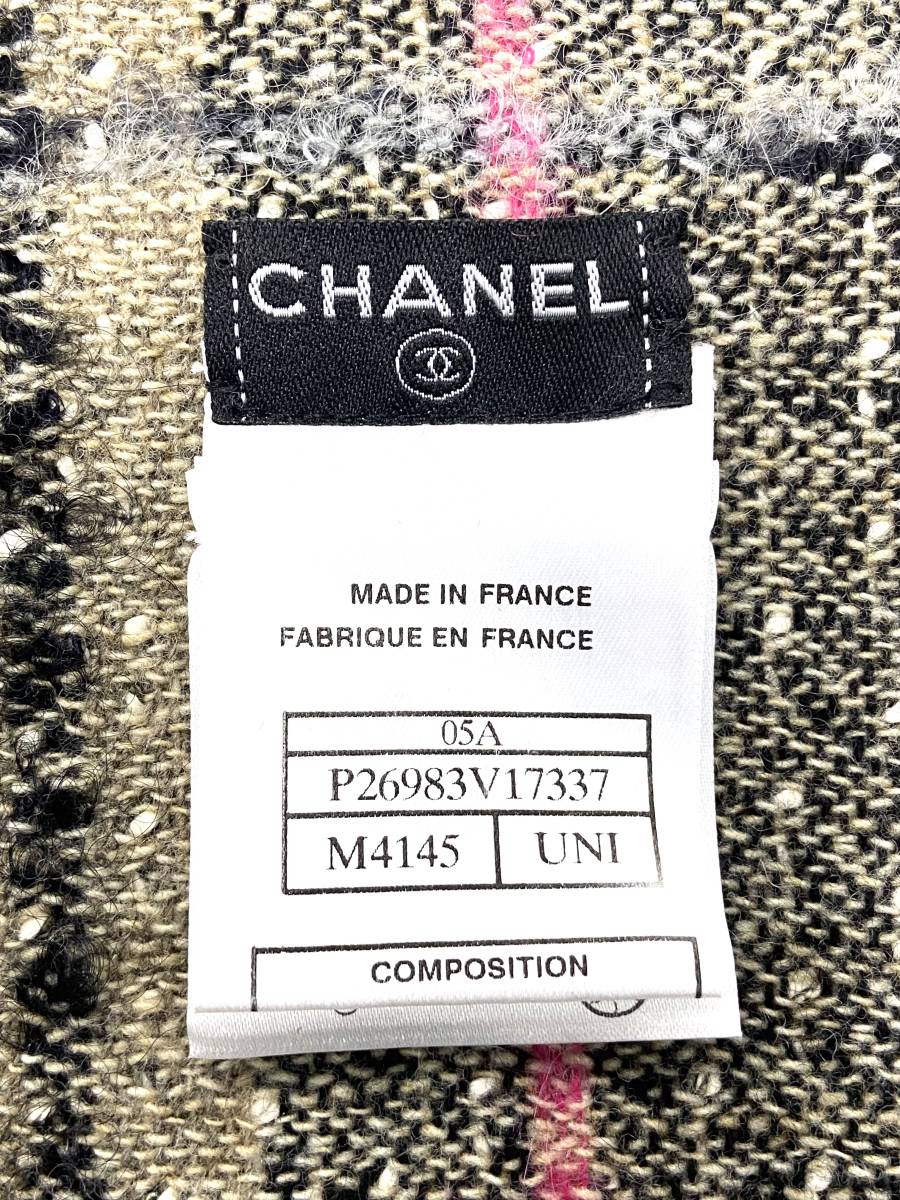 CHANEL
MADE IN FRANCE
FABRIQUE EN FRANCE
05A
P26983V17337
M4145 UNI
COMPOSITION